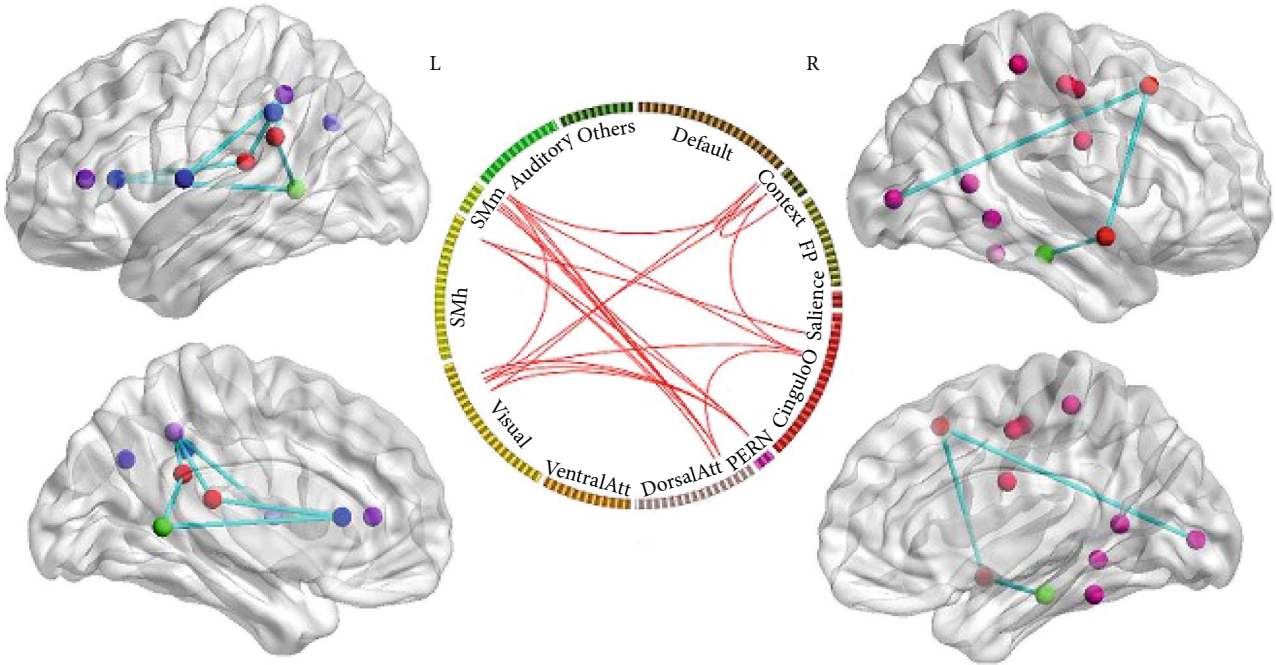 L
R
Others
Default
Auditory
Context
SMm
FP
SMh
Salience
CinguloO
Visual
PERN
VentralAtt
DorsalAtt